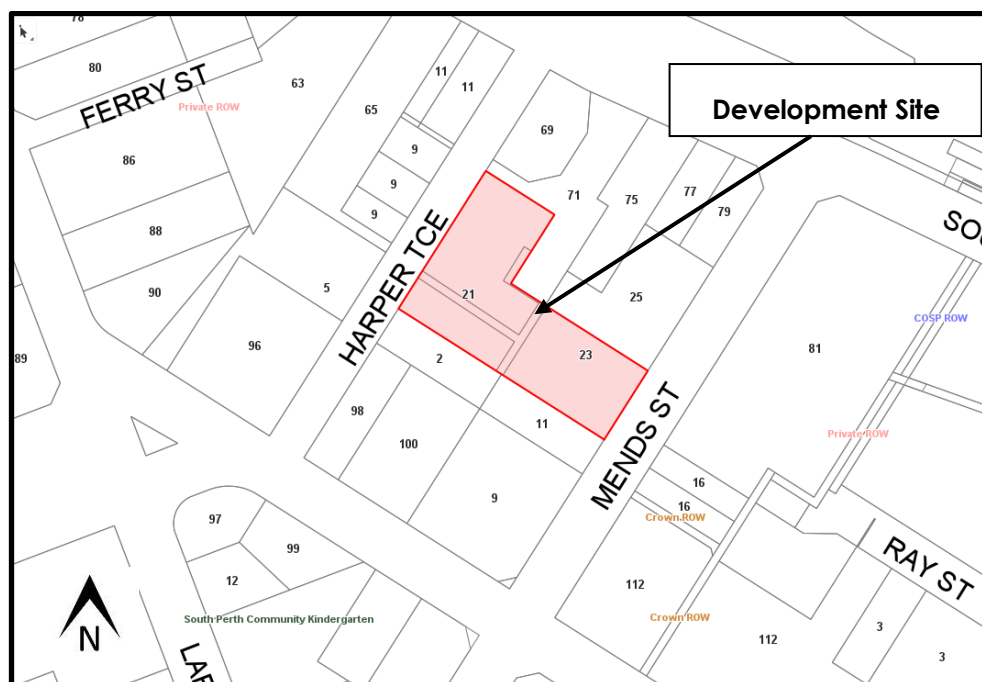 78
80
FERRY ST
Private ROW
63
11
11
65
69
Development Site
86
9
9
9
71
75
77
79
SOU
88
HARPER TCE
90
5
21
25
COSP ROW
89
96
2
23
81
98
100
11
MENDS ST
Private ROW
9
16
16
Crown ROW
97
99
12
112
RAY ST
South Perth Community Kindergarten
Crown ROW
N
LAR
112
3
3